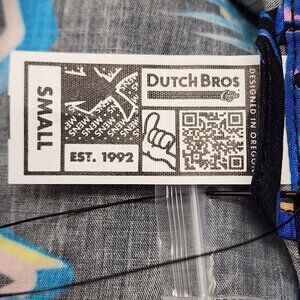 SMALL
DUTCH BROS
EST. 1992
DESIGNED IN OREGON